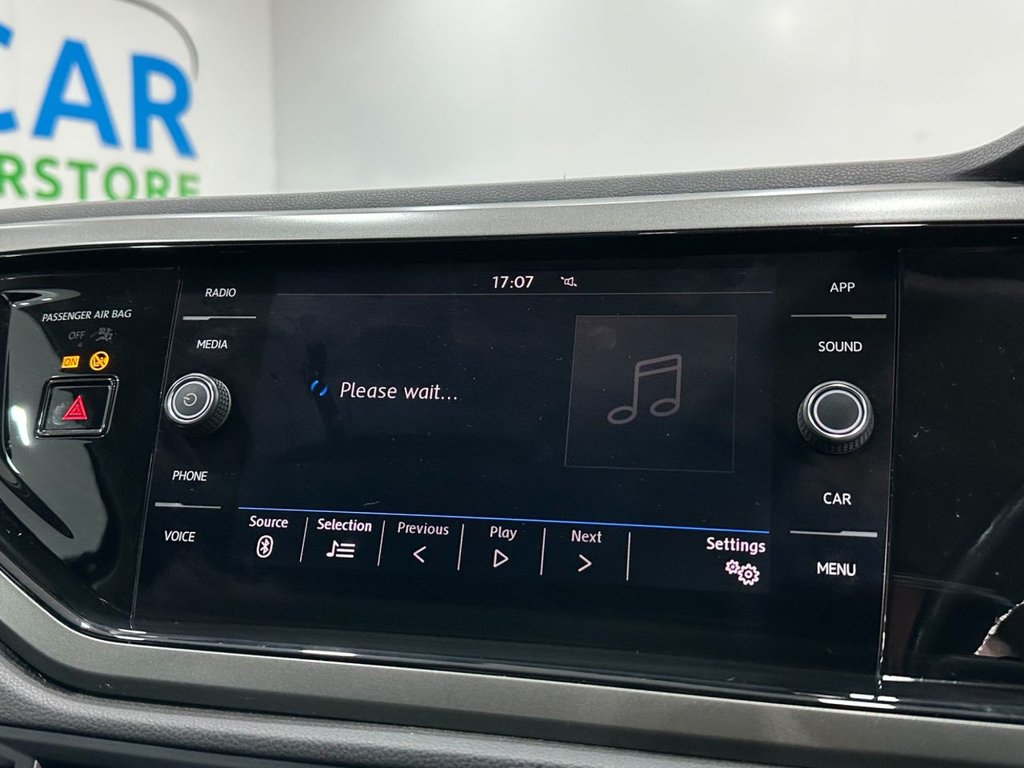 CAR
RSTORE
17:07
PASSENGER AIR BAG
OFF
ON
RADIO
MEDIA
PHONE
VOICE
Please wait...
Source
Selection
Previous
Play
Next
Settings
APP
SOUND
CAR
MENU